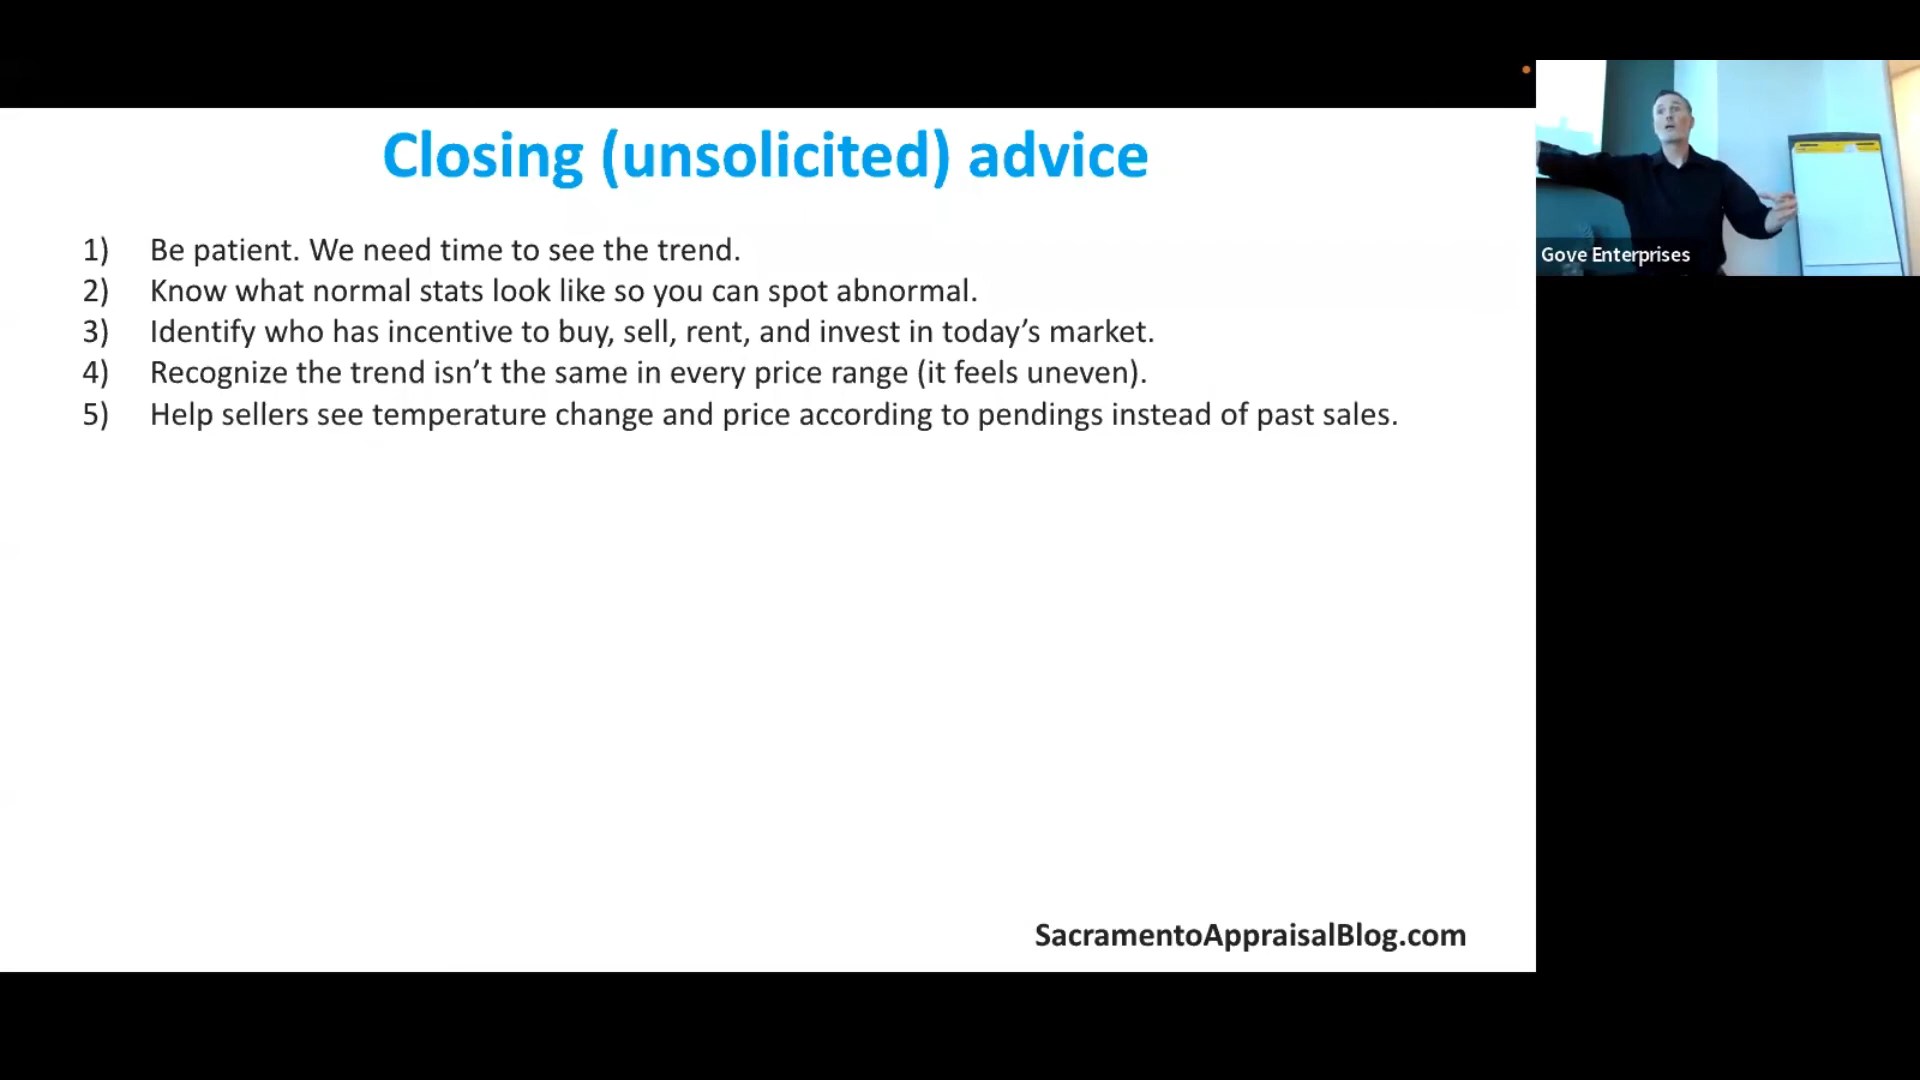 Closing (unsolicited) advice
1) Be patient. We need time to see the trend.
2) Know what normal stats look like so you can spot abnormal.
3) Identify who has incentive to buy, sell, rent, and invest in today’s market.
4) Recognize the trend isn’t the same in every price range (it feels uneven).
5) Help sellers see temperature change and price according to pendings instead of past sales.
SacramentoAppraisalBlog.com
Gove Enterprises